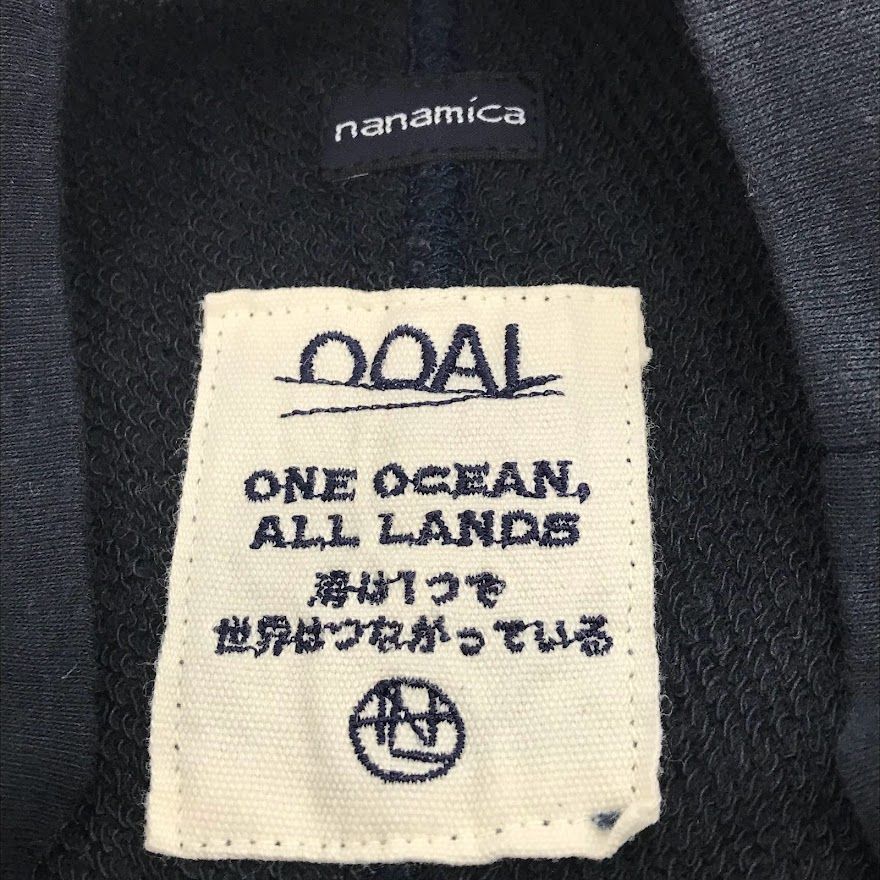 nanamica
OOAL
ONE OCEAN,
ALL LANDS
海は1つで
世界はつながっている